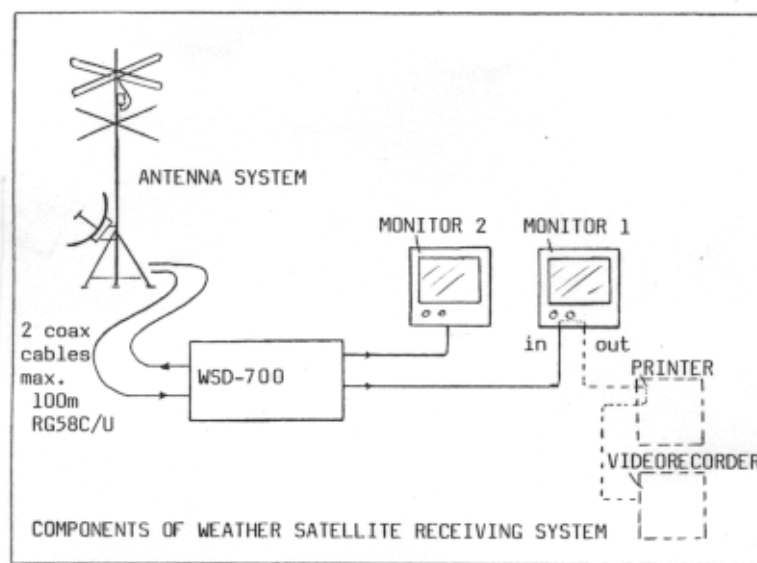 ANTENNA SYSTEM
MONITOR 2
MONITOR 1
2 coax
cables
max.
100m
RG58C/U
WSD-700
in
out
PRINTER
VIDEORECORDER
COMPONENTS OF WEATHER SATELLITE RECEIVING SYSTEM